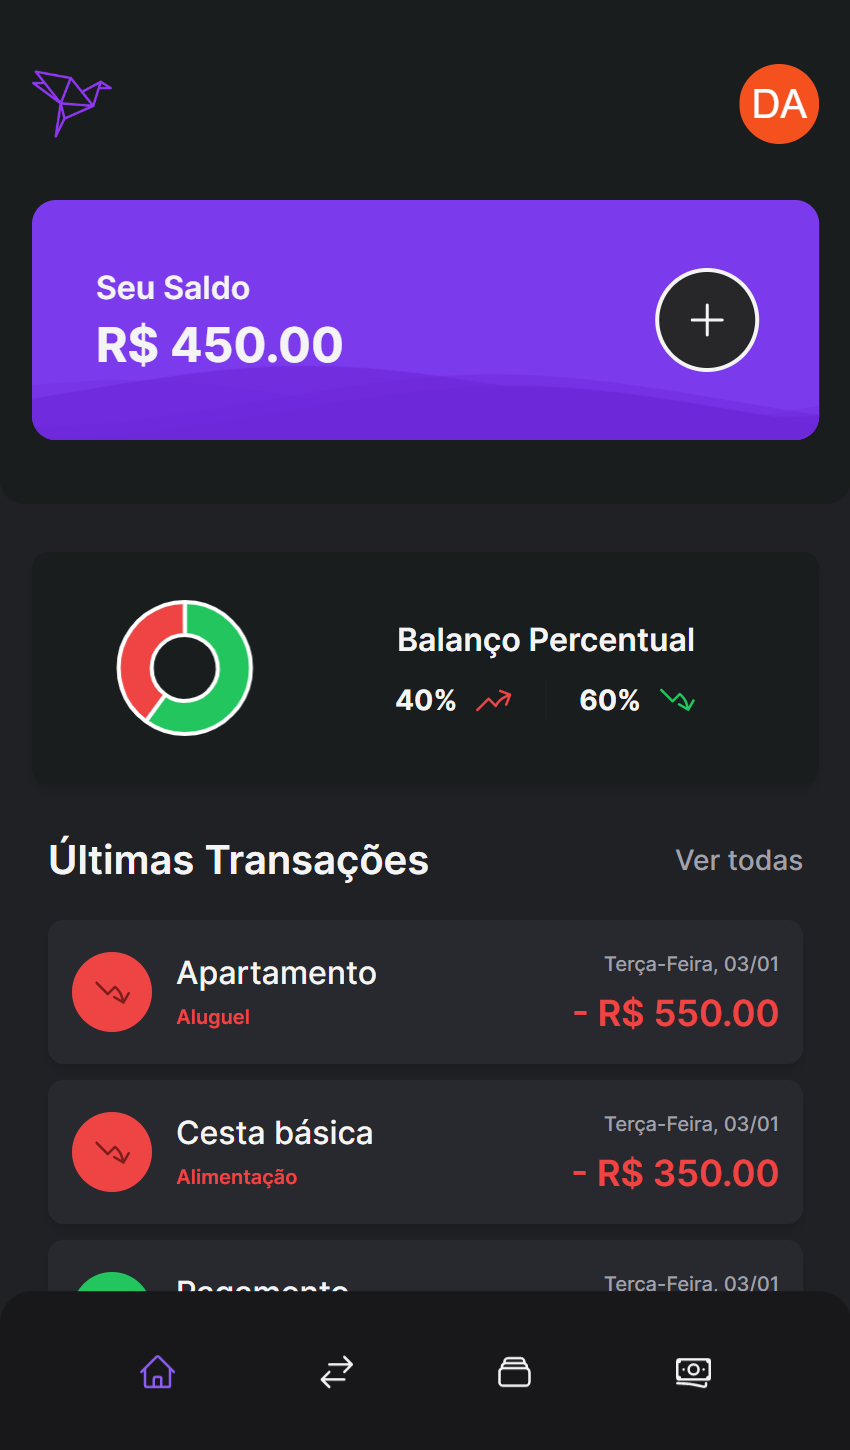 DA
Seu Saldo
R$ 450.00
Balanço Percentual
40% 60%
Últimas Transações
Ver todas
Apartamento
Aluguel
Terça-Feira, 03/01
- R$ 550.00
Cesta básica
Alimentação
Terça-Feira, 03/01
- R$ 350.00
Pagamento
Terça-Feira, 03/01